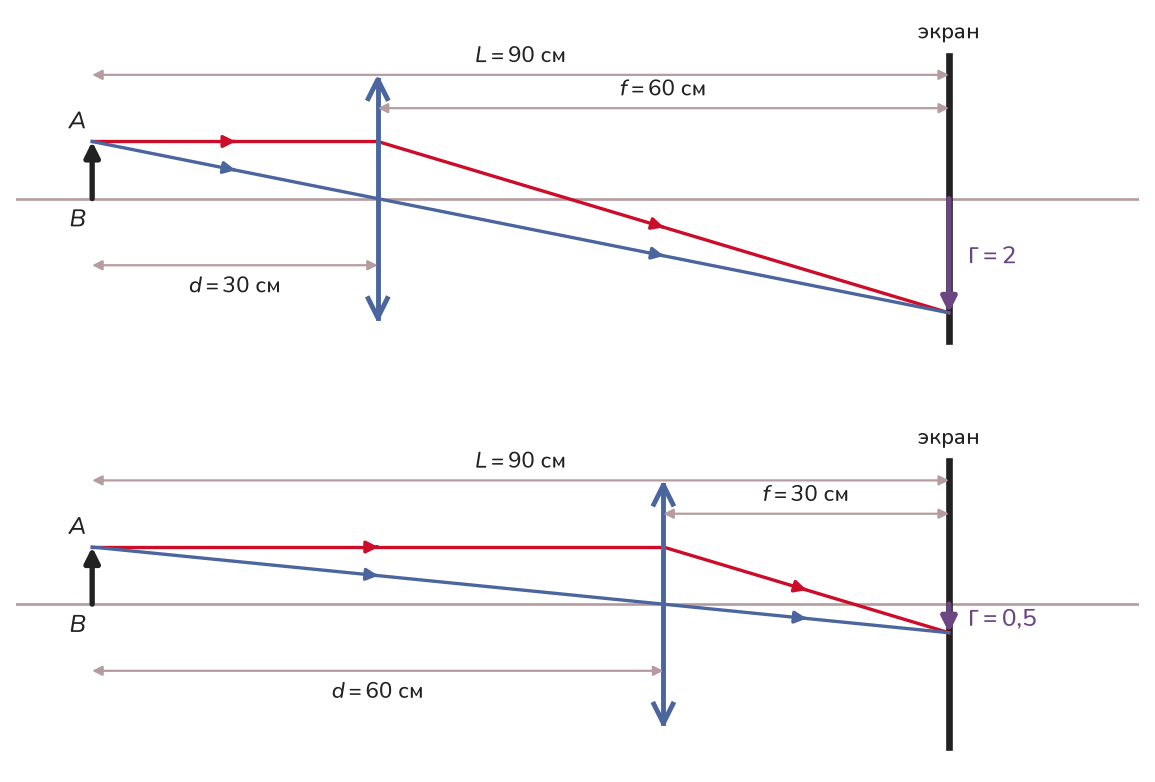 экран
L = 90 см
f = 60 см
A
B
Г = 2
d = 30 см
экран
L = 90 см
f = 30 см
A
B
Г = 0,5
d = 60 см